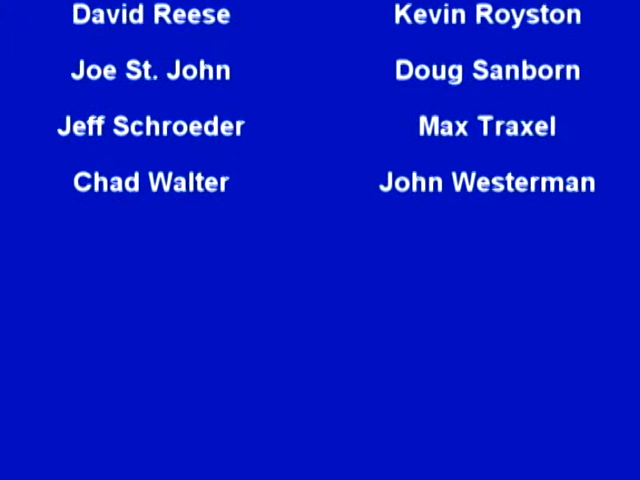 David Reese Kevin Royston
Joe St. John Doug Sanborn
Jeff Schroeder Max Traxel
Chad Walter John Westerman